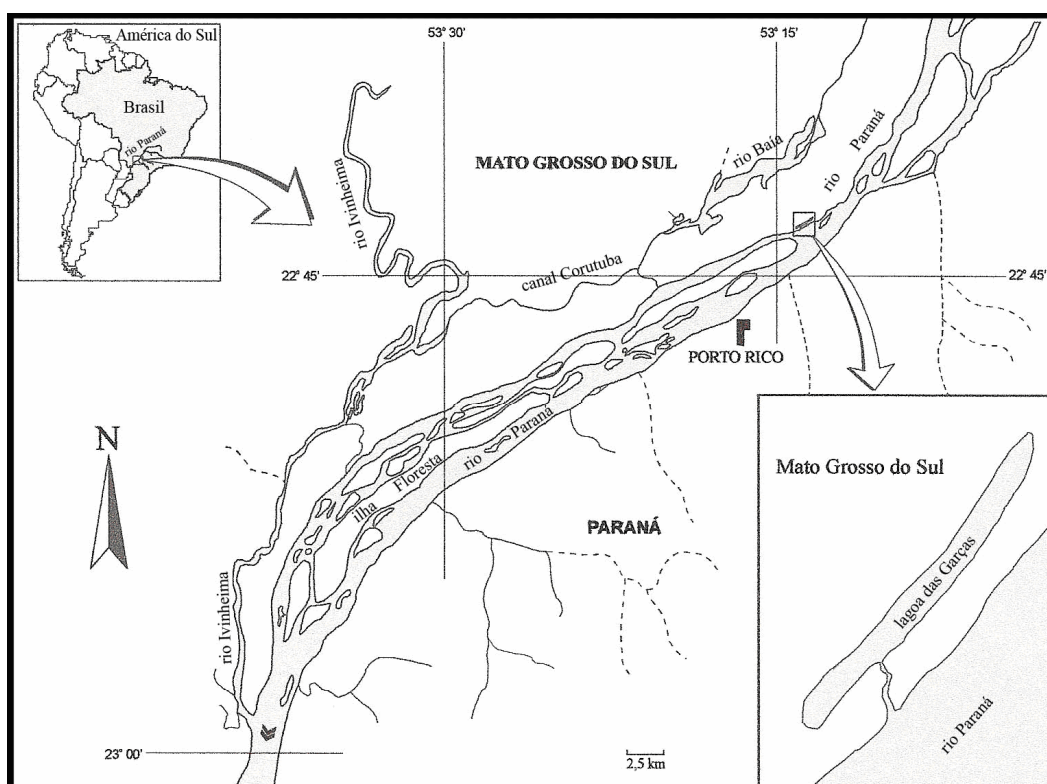 América do Sul
Brasil
rio Paraná
53° 30'
53° 15'
MATO GROSSO DO SUL
rio Baía
rio
Paraná
rio Ivinheima
canal Corutuba
22° 45'
22° 45'
PORTO RICO
N
rio
Paraná
ilha
Floresta
PARANÁ
Mato Grosso do Sul
lagoa das Garças
rio Ivinheima
rio Paraná
23° 00'
2,5 km